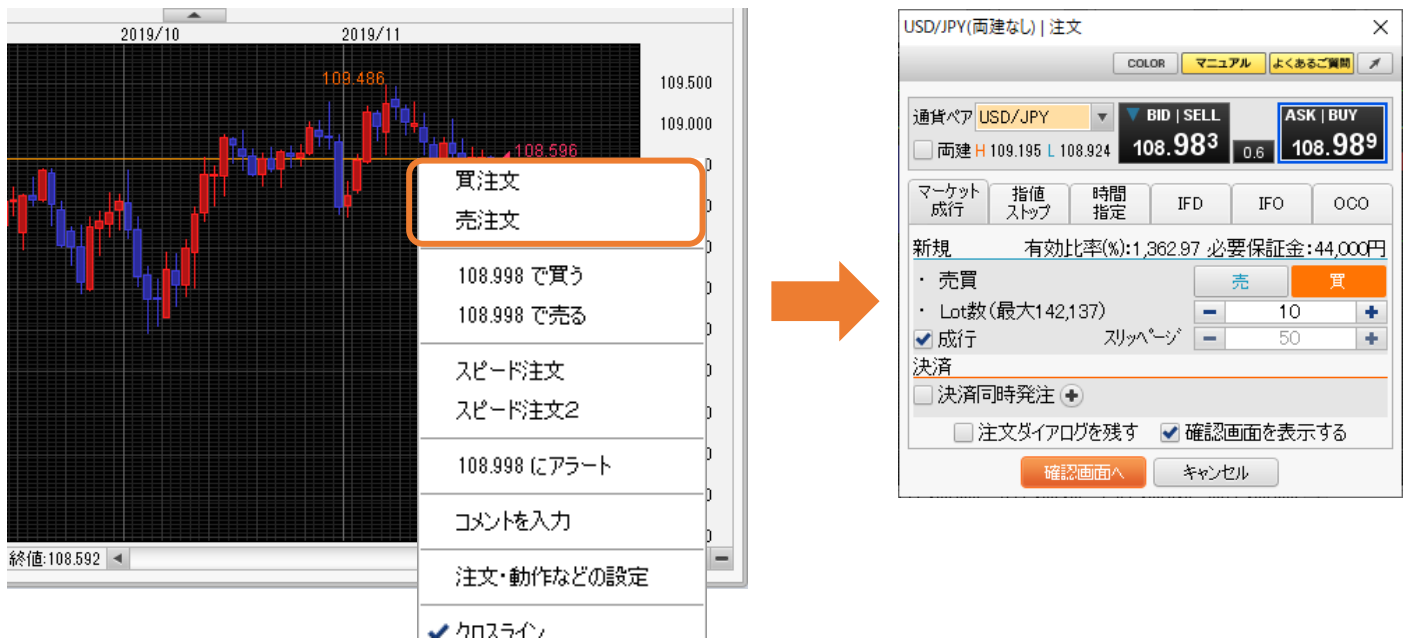 2019/10 2019/11
109.486
109.500
109.000
108.596
買注文
売注文
108.998 で買う
108.998 で売る
スピード注文
スピード注文2
108.998 にアラート
コメントを入力
注文・動作などの設定
クロスライン
終値:108.592
USD/JPY(両建なし) | 注文
COLOR マニュアル よくあるご質問
通貨ペア USD/JPY BID | SELL ASK | BUY
両建 H 109.195 L 108.924 108.983 0.6 108.989
マーケット 成行 指値 ストップ 時間 指定 IFD IFO OCO
新規 有効比率(%):1,362.97 必要保証金:44,000円
・ 売買 売 買
・ Lot数(最大142,137) 10
成行 スリッページ 50
決済
決済同時発注
注文ダイアログを残す 確認画面を表示する
確認画面へ キャンセル